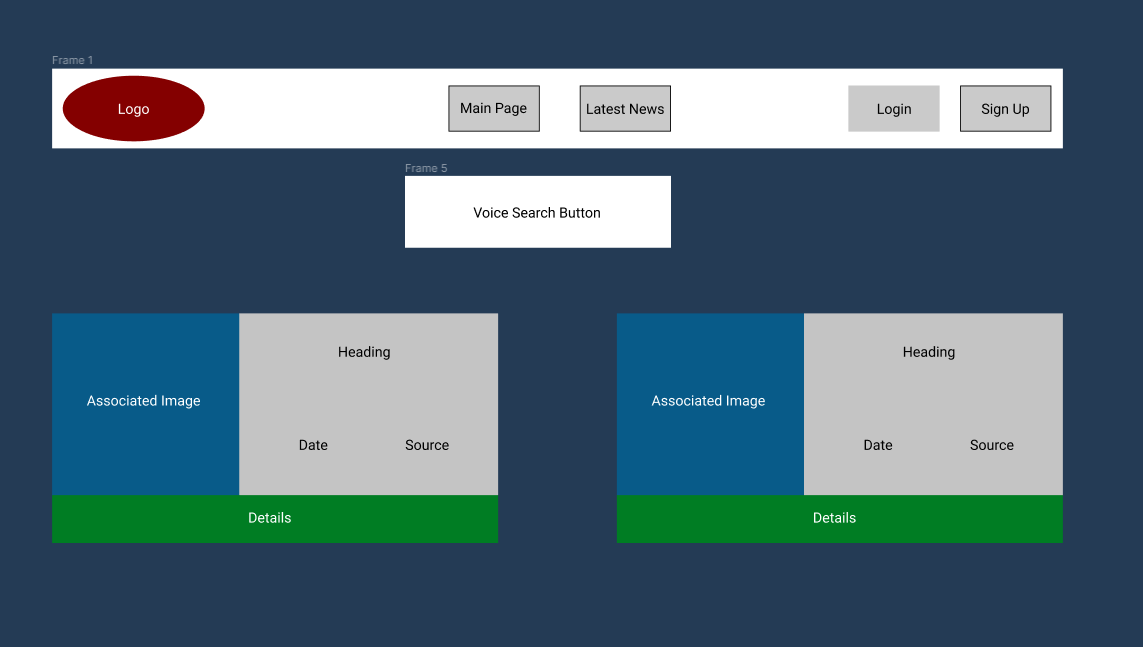 Frame 1
Logo
Main Page
Latest News
Login
Sign Up
Frame 5
Voice Search Button
Associated Image
Heading
Date
Source
Details
Associated Image
Heading
Date
Source
Details